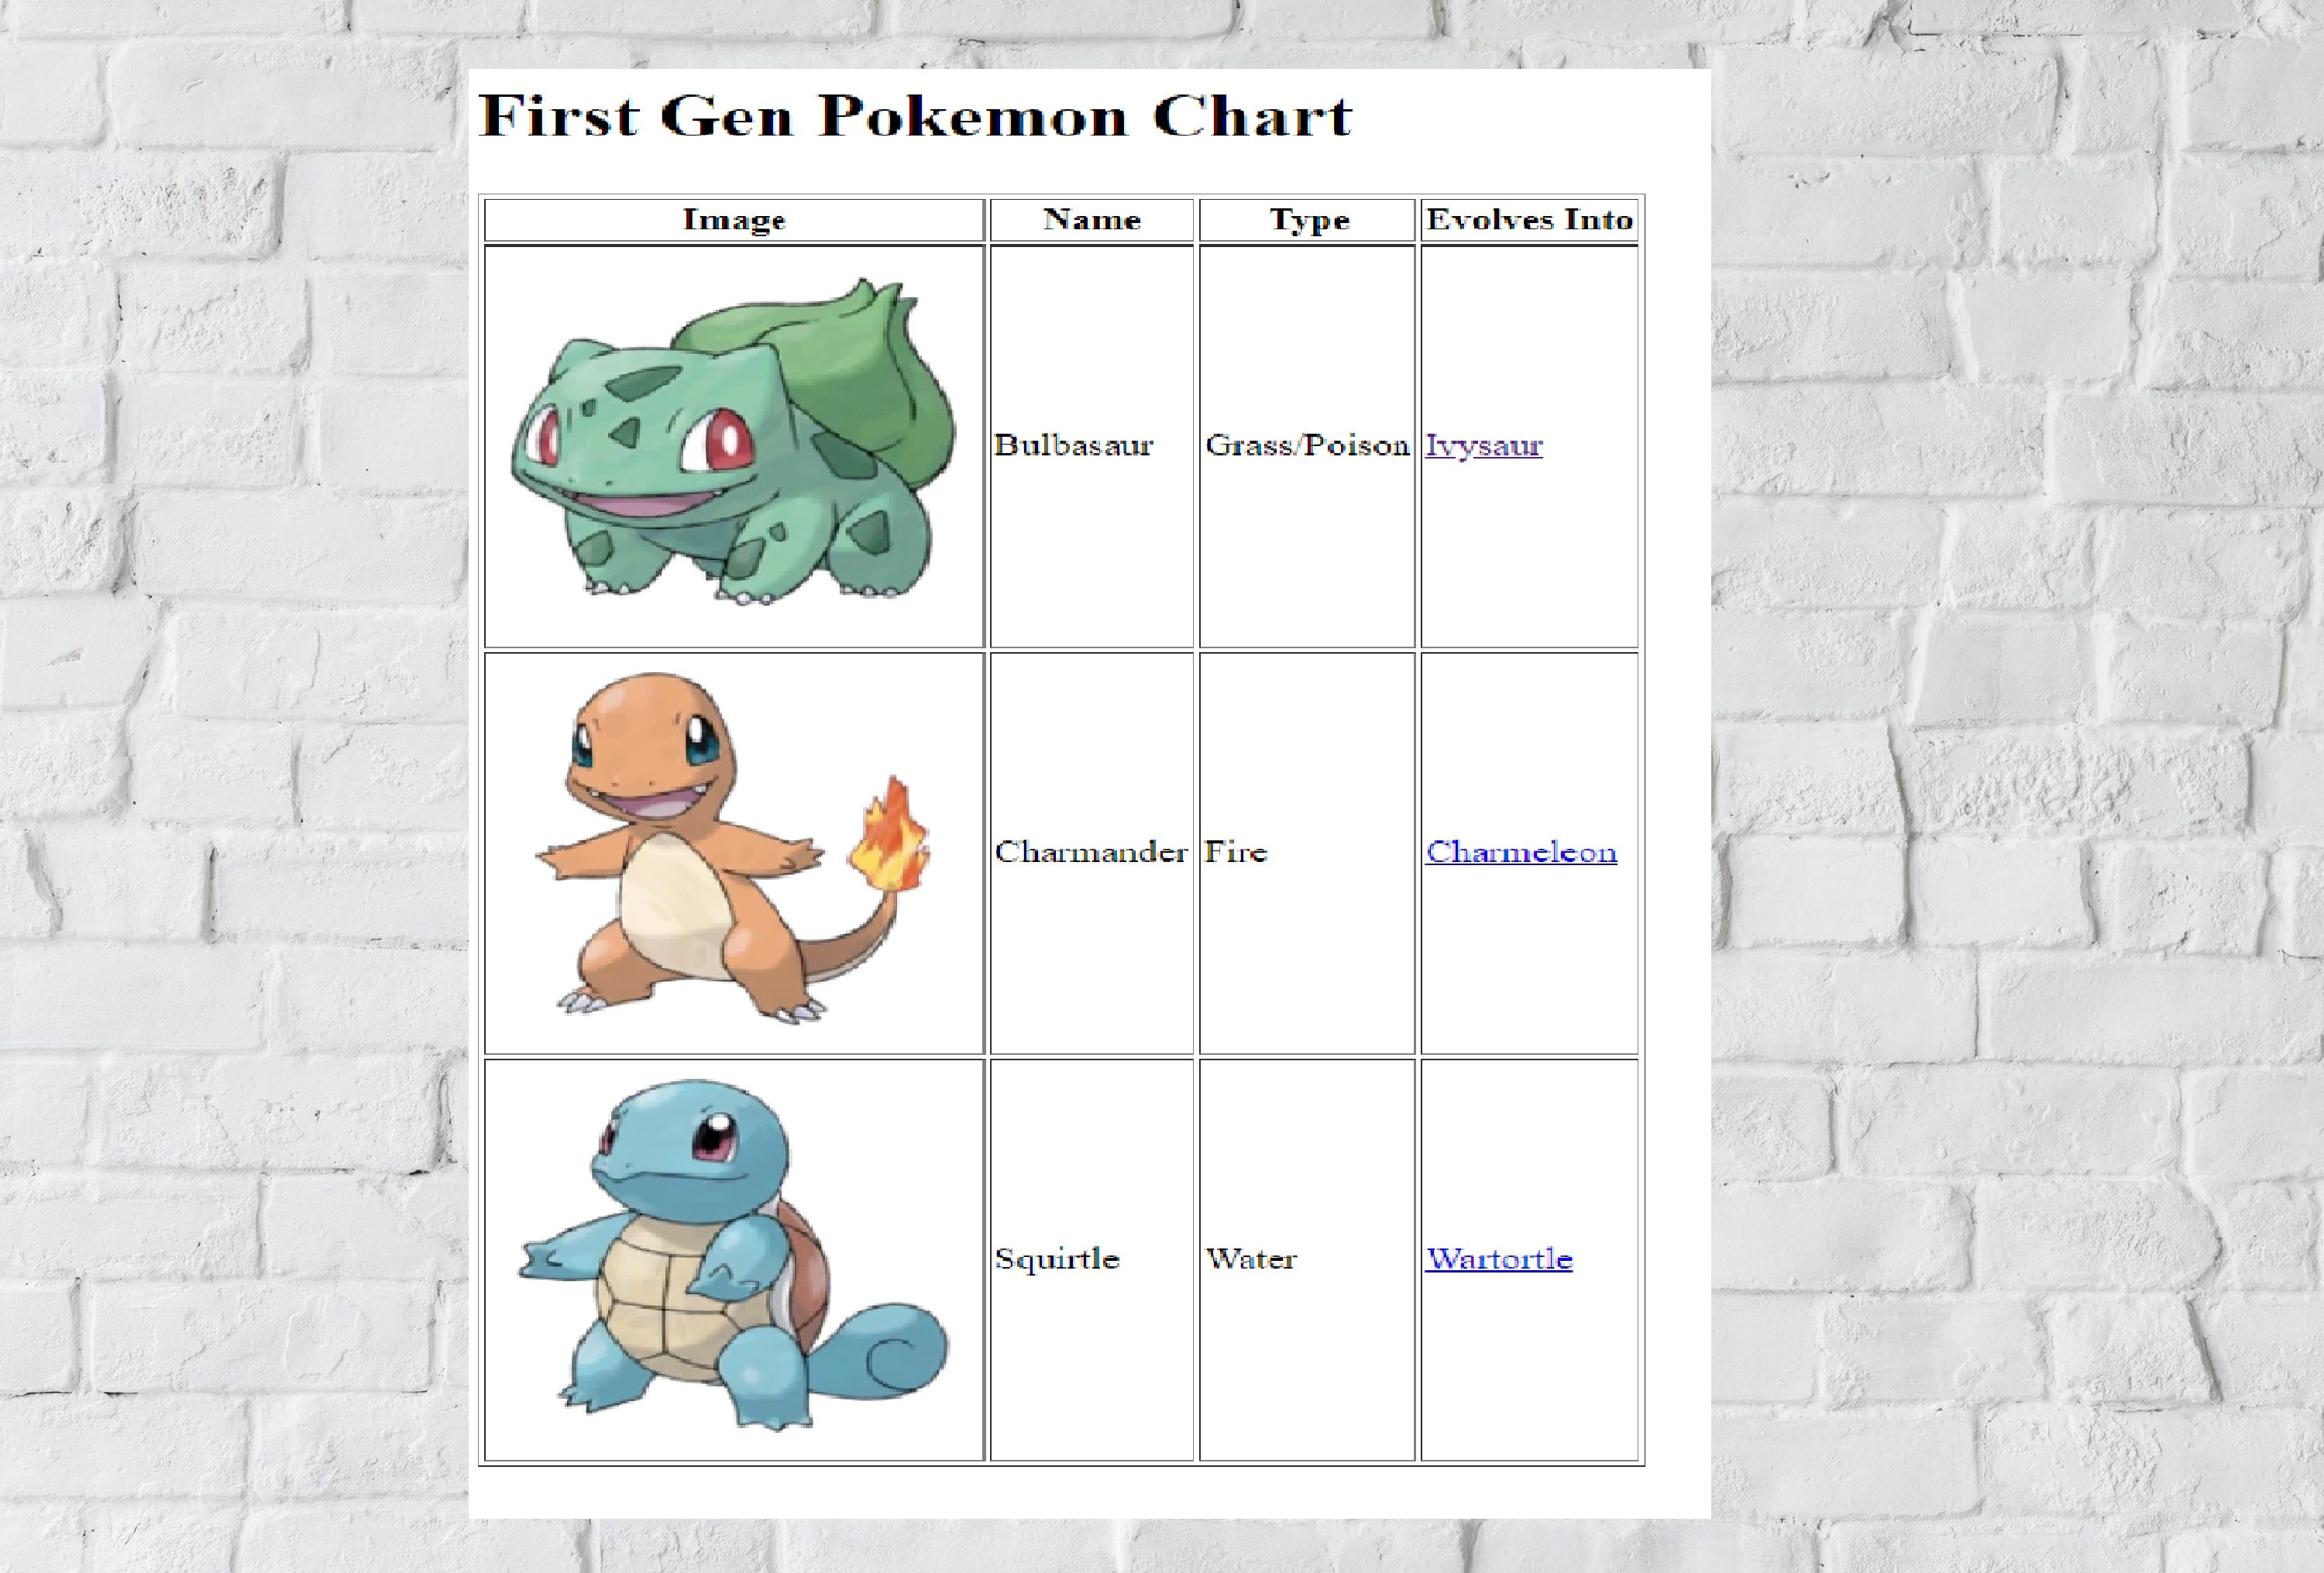 First Gen Pokemon Chart
Image Name Type Evolves Into
Bulbasaur Grass/Poison Ivysaur
Charmander Fire Charmeleon
Squirtle Water Wartortle